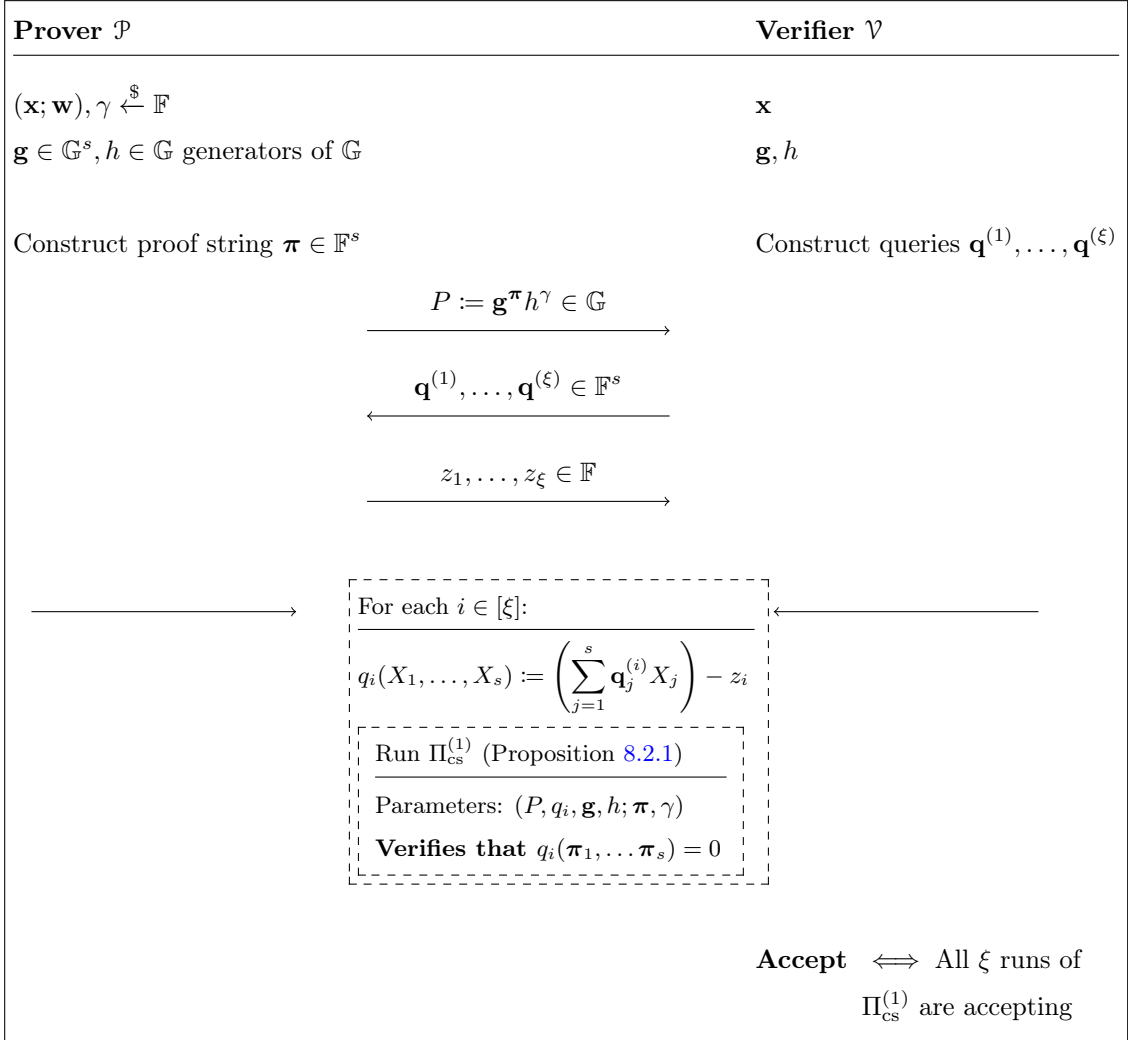 Prover 𝒫 Verifier 𝒱
(𝐱; 𝐰), γ ←$ 𝔽 𝐱
𝐠 ∈ 𝔾^s, h ∈ 𝔾 generators of 𝔾 𝐠, h
Construct proof string 𝝅 ∈ 𝔽^s Construct queries 𝐪^(1), . . . , 𝐪^(ξ)
P ≔ 𝐠^𝝅 h^γ ∈ 𝔾
𝐪^(1), . . . , 𝐪^(ξ) ∈ 𝔽^s
z_1, . . . , z_ξ ∈ 𝔽
For each i ∈ [ξ]:
q_i(X_1, . . . , X_s) ≔ (∑_{j=1}^{s} 𝐪_j^(i) X_j) − z_i
Run Π_cs^(1) (Proposition 8.2.1)
Parameters: (P, q_i, 𝐠, h; 𝝅, γ)
Verifies that q_i(𝝅_1, . . . 𝝅_s) = 0
Accept ⟺ All ξ runs of
Π_cs^(1) are accepting